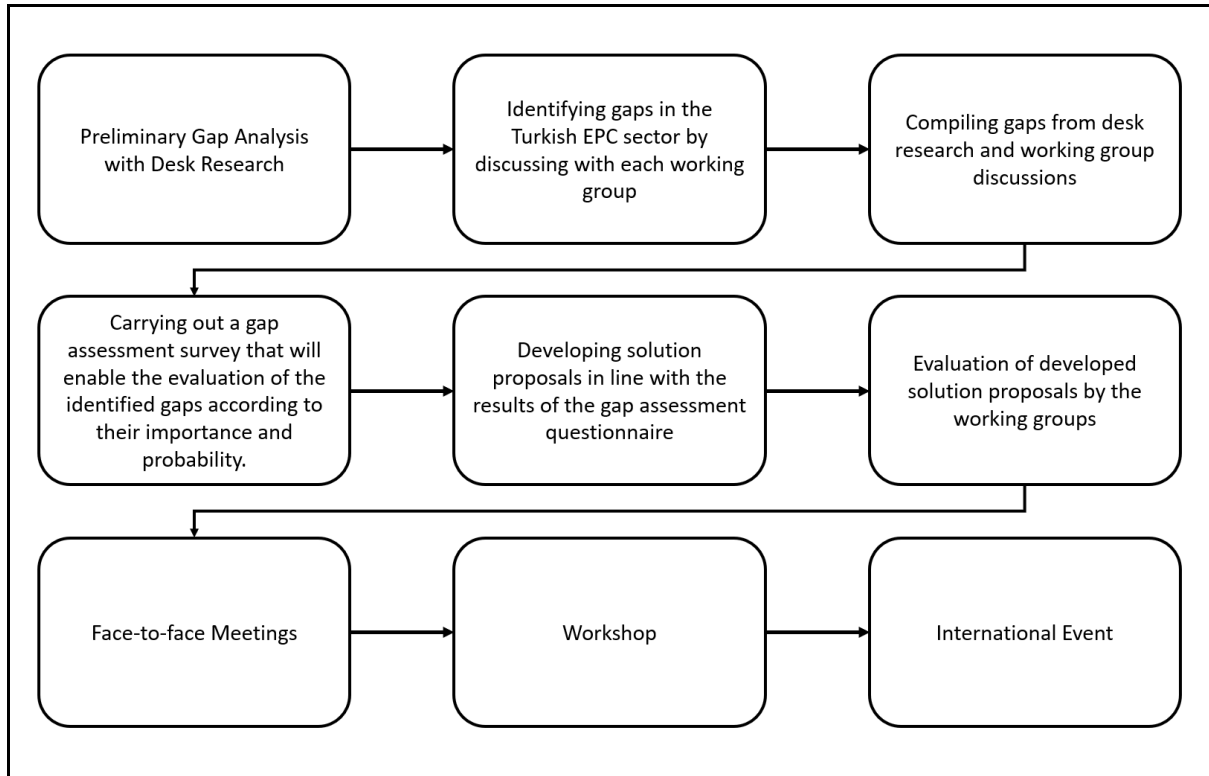 Preliminary Gap Analysis
with Desk Research
Identifying gaps in the
Turkish EPC sector by
discussing with each working
group
Compiling gaps from desk
research and working group
discussions
Carrying out a gap
assessment survey that will
enable the evaluation of the
identified gaps according to
their importance and
probability.
Developing solution
proposals in line with the
results of the gap assessment
questionnaire
Evaluation of developed
solution proposals by the
working groups
Face-to-face Meetings
Workshop
International Event